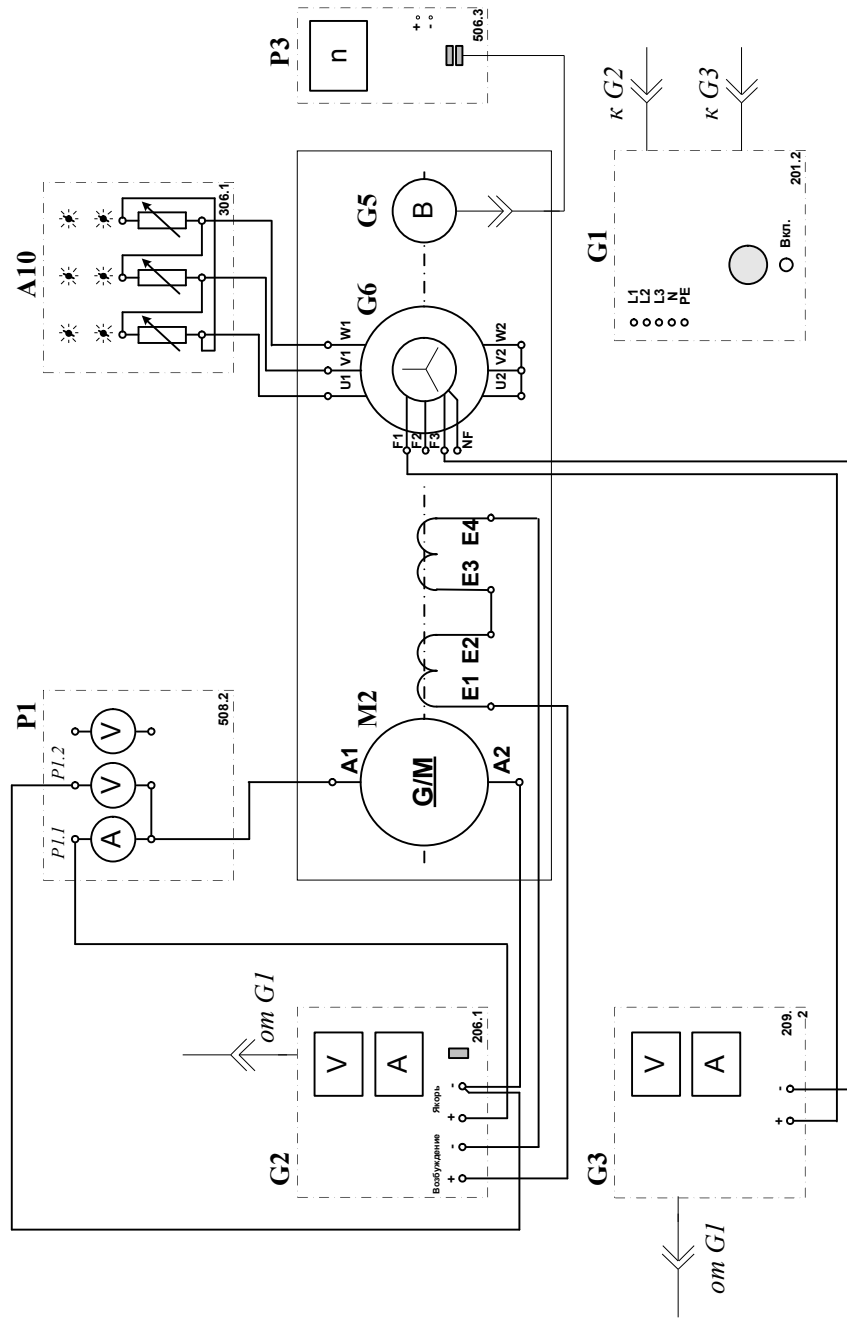 P1
P1.1
P1.2
A
V
V
508.2
A10
306.1
G2
от G1
V
A
206.1
Возбуждение
Якорь
+
-
+
-
M2
A1
G/M
A2
E1
E2
E3
E4
G6
U1
V1
W1
F1
F2
F3
NF
U2
V2
W2
G5
B
P3
n
+
-
506.3
G3
V
A
209.
2
+
-
от G1
G1
L1
L2
L3
N
PE
Вкл.
201.2
к G2
к G3